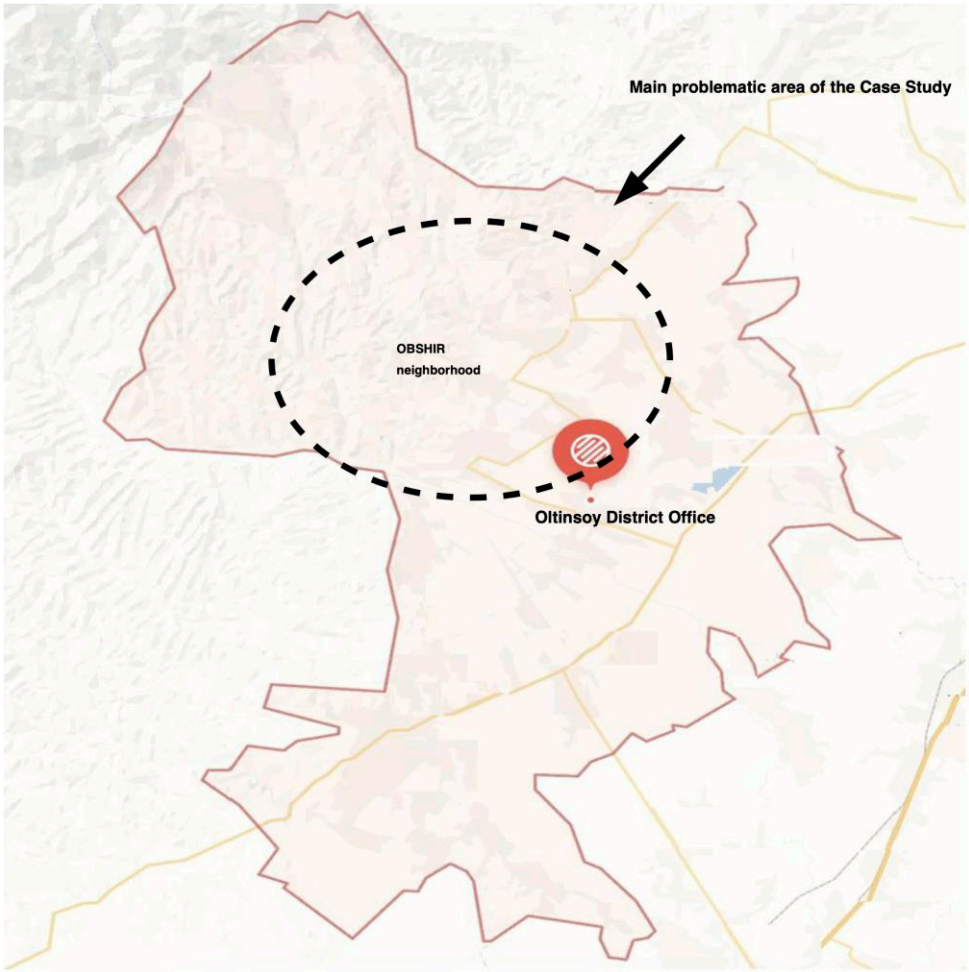 Main problematic area of the Case Study
OBSHIR
neighborhood
Oltinsoy District Office